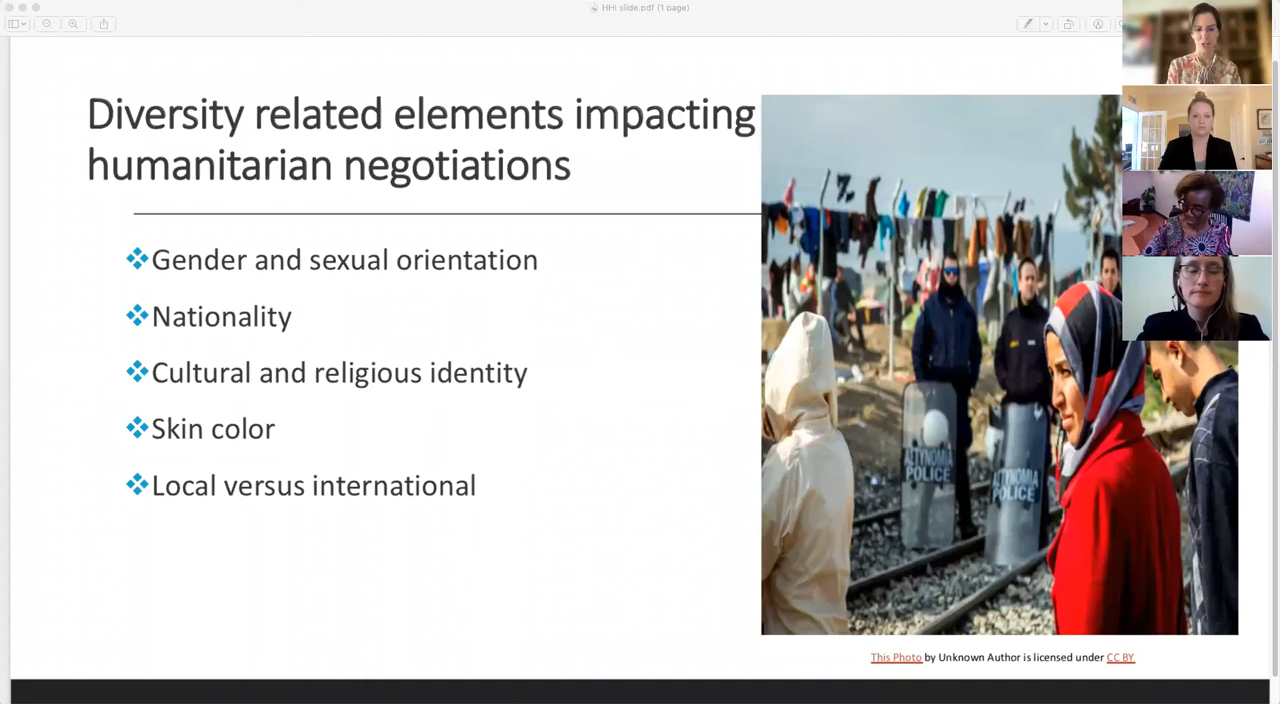 HHI slide.pdf (1 page)
Diversity related elements impacting
humanitarian negotiations
Gender and sexual orientation
Nationality
Cultural and religious identity
Skin color
Local versus international
ΑΣΤΥΝΟΜΙΑ
POLICE
ΑΣΤΥΝΟΜΙΑ
POLICE
This Photo by Unknown Author is licensed under CC BY